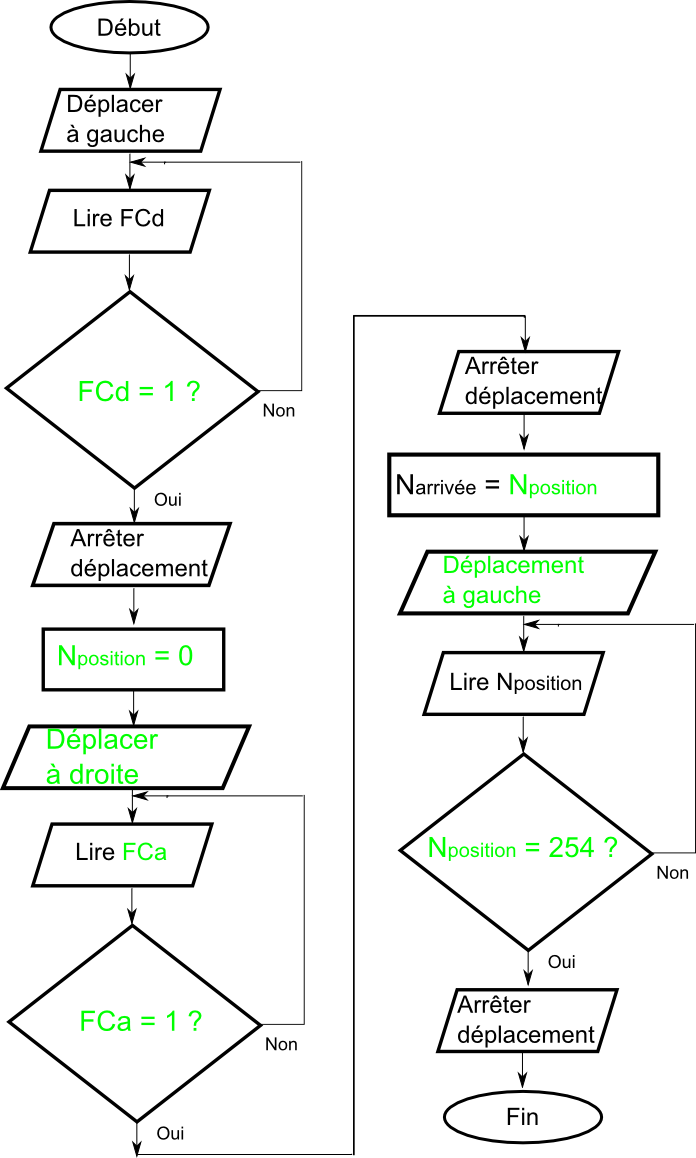 Début
Déplacer
à gauche
Lire FCd
FCd = 1 ?
Non
Oui
Arrêter
déplacement
Nposition = 0
Déplacer
à droite
Lire FCa
FCa = 1 ?
Non
Oui
Arrêter
déplacement
Narrivée = Nposition
Déplacement
à gauche
Lire Nposition
Nposition = 254 ?
Non
Oui
Arrêter
déplacement
Fin